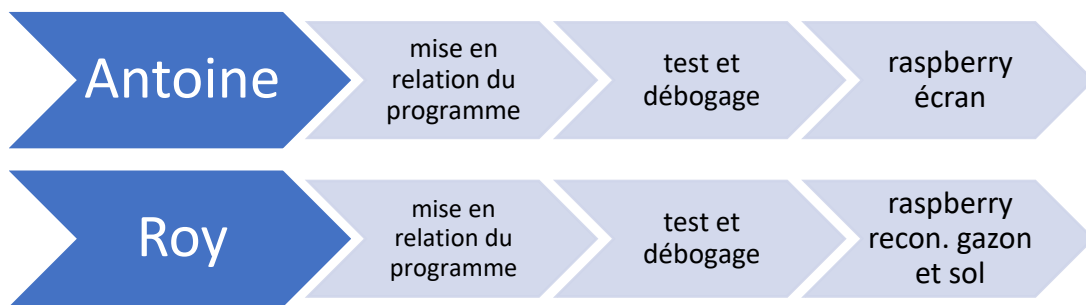 Antoine
mise en
relation du
programme
test et
débogage
raspberry
écran
Roy
mise en
relation du
programme
test et
débogage
raspberry
recon. gazon
et sol